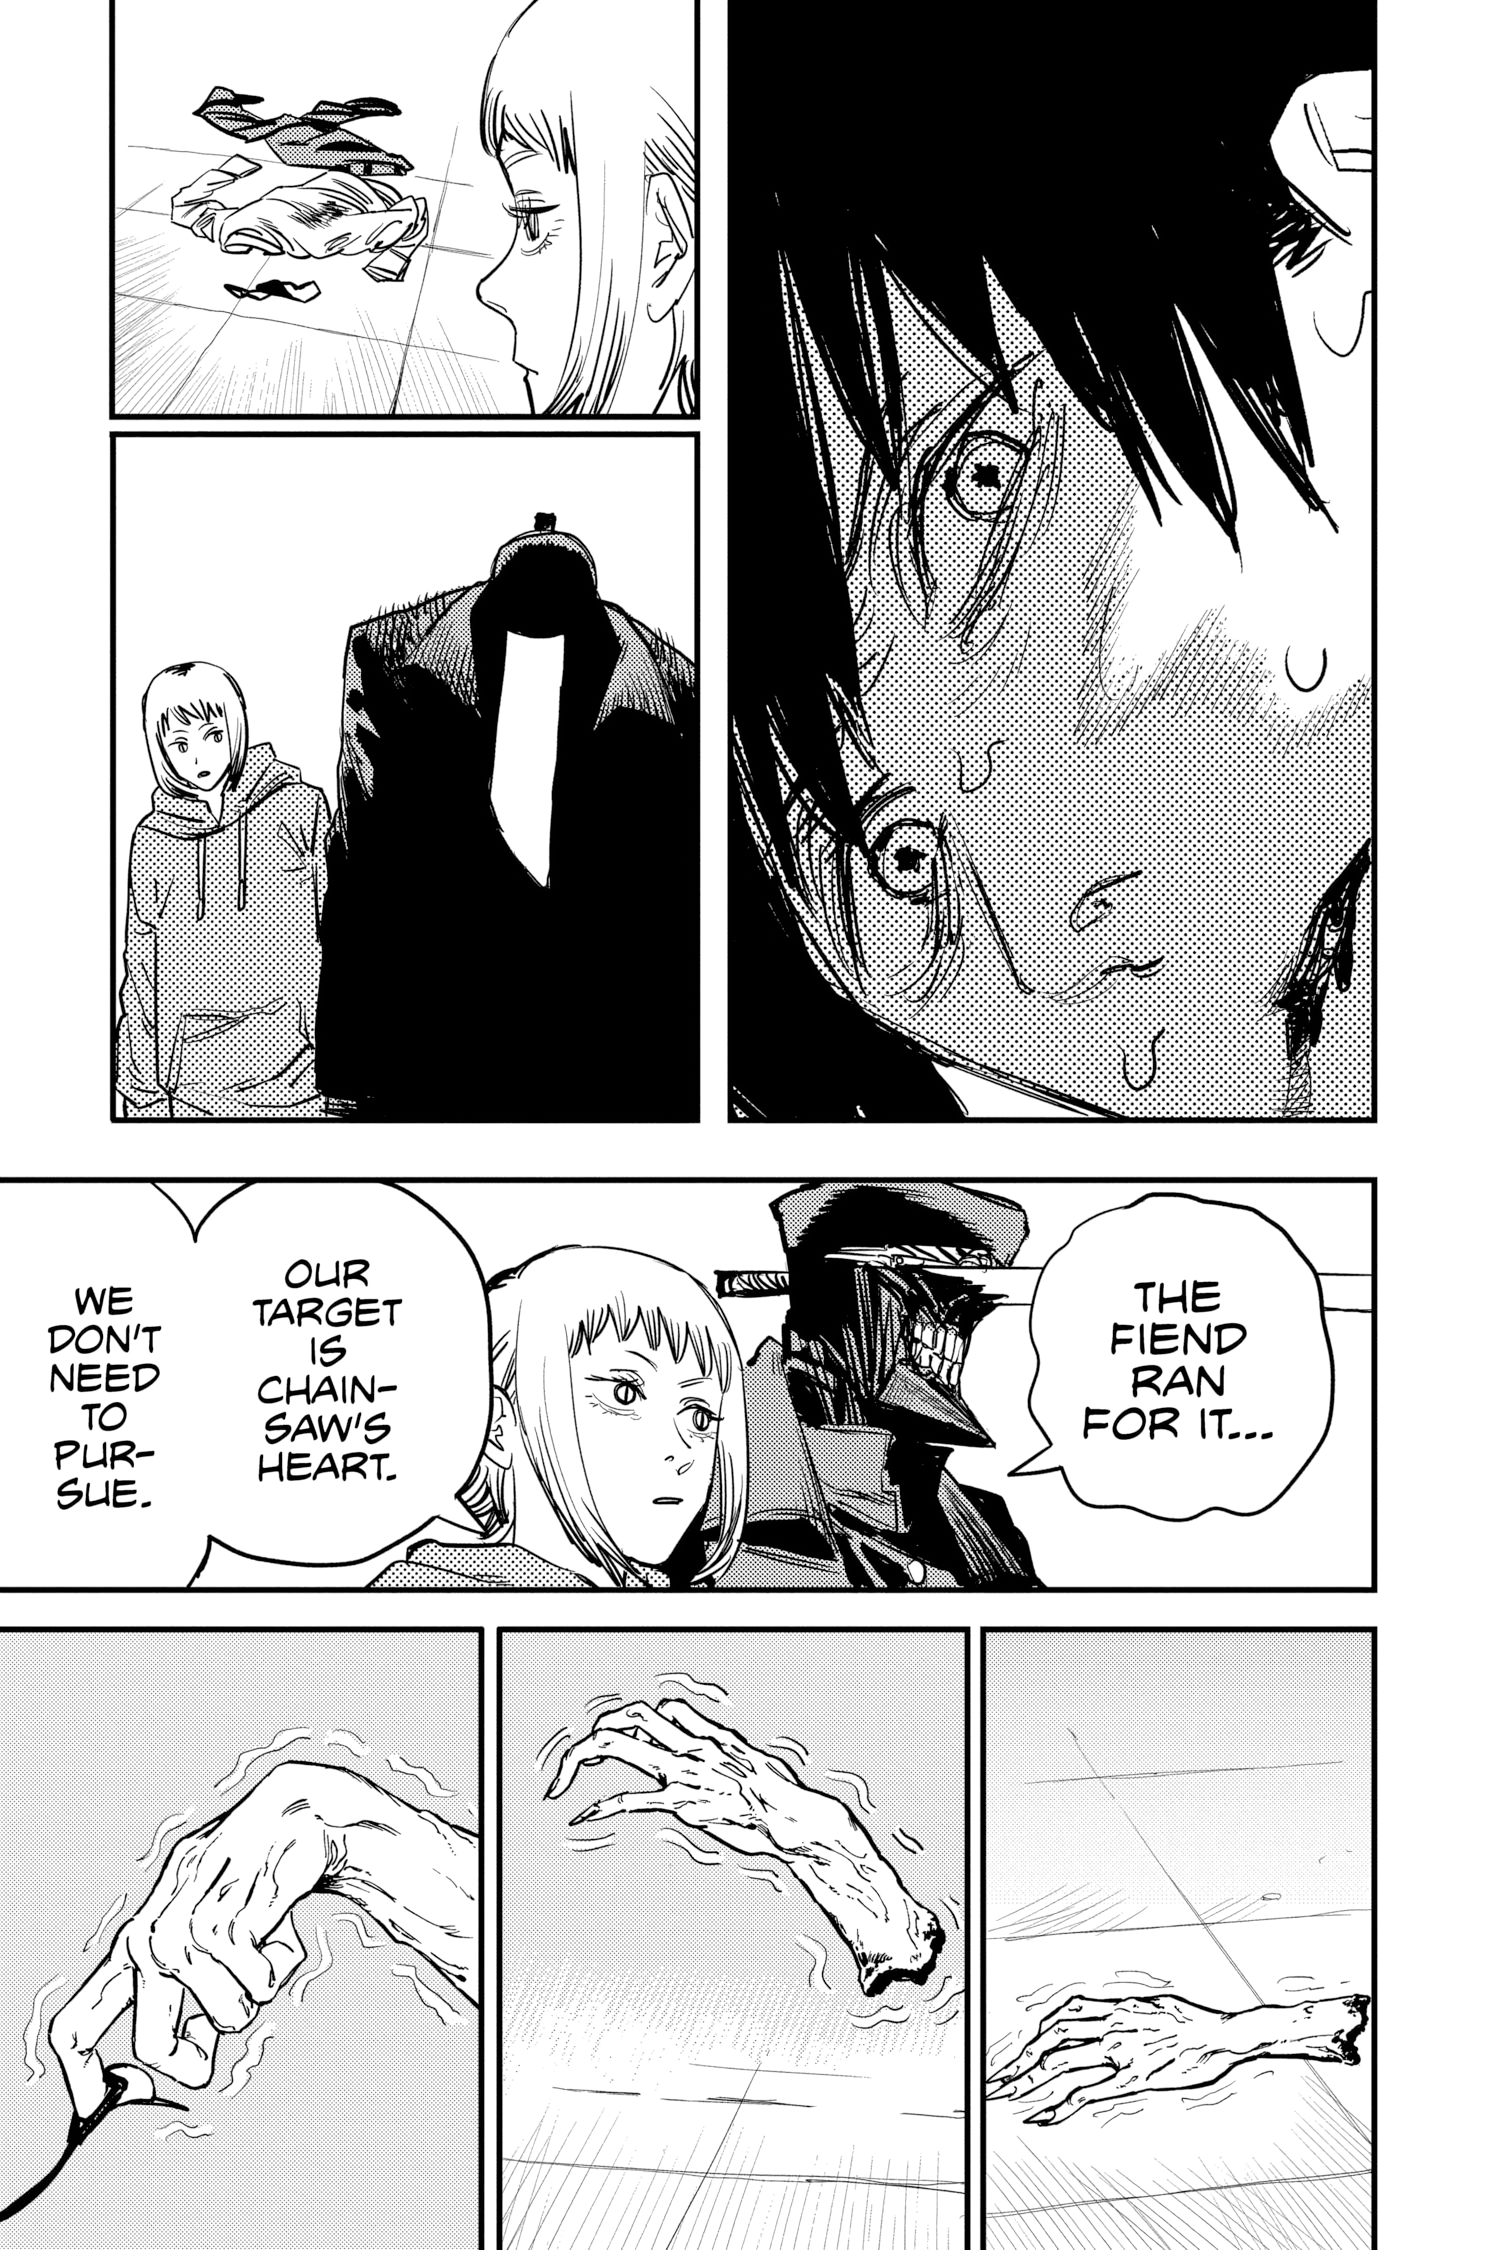 THE
FIEND
RAN
FOR IT...
OUR
TARGET
IS
CHAIN-
SAW'S
HEART.
WE
DON'T
NEED
TO
PUR-
SUE.